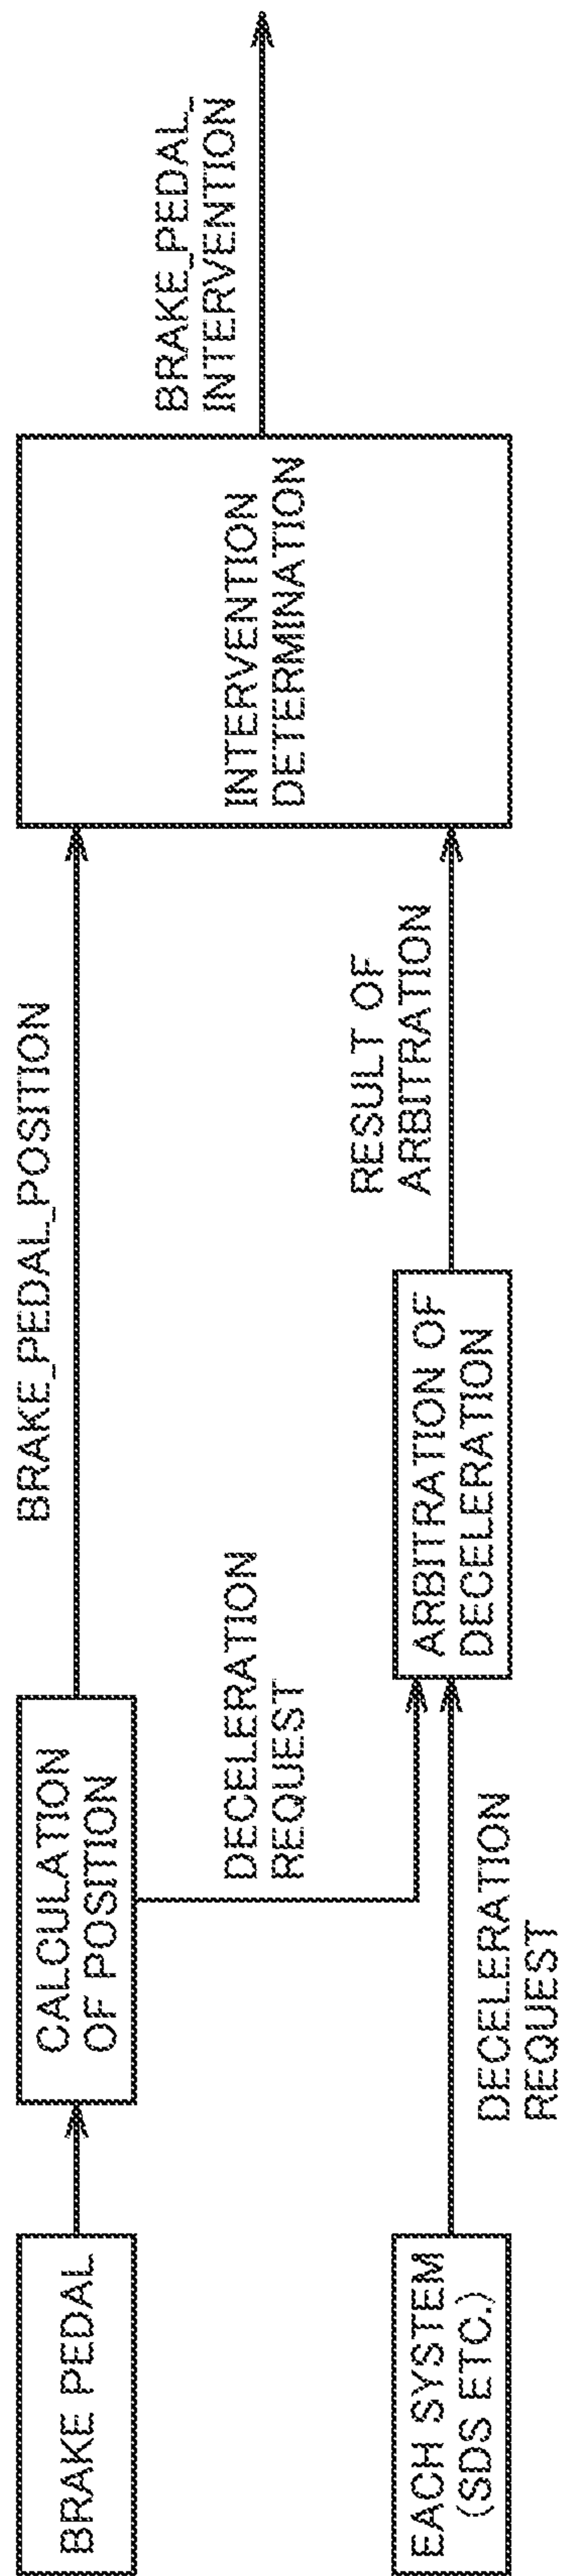 BRAKE PEDAL
CALCULATION
OF POSITION
BRAKE_PEDAL_POSITION
DECELERATION
REQUEST
EACH SYSTEM
(SDS ETC.)
DECELERATION
REQUEST
ARBITRATION OF
DECELERATION
RESULT OF
ARBITRATION
INTERVENTION
DETERMINATION
BRAKE_PEDAL_
INTERVENTION